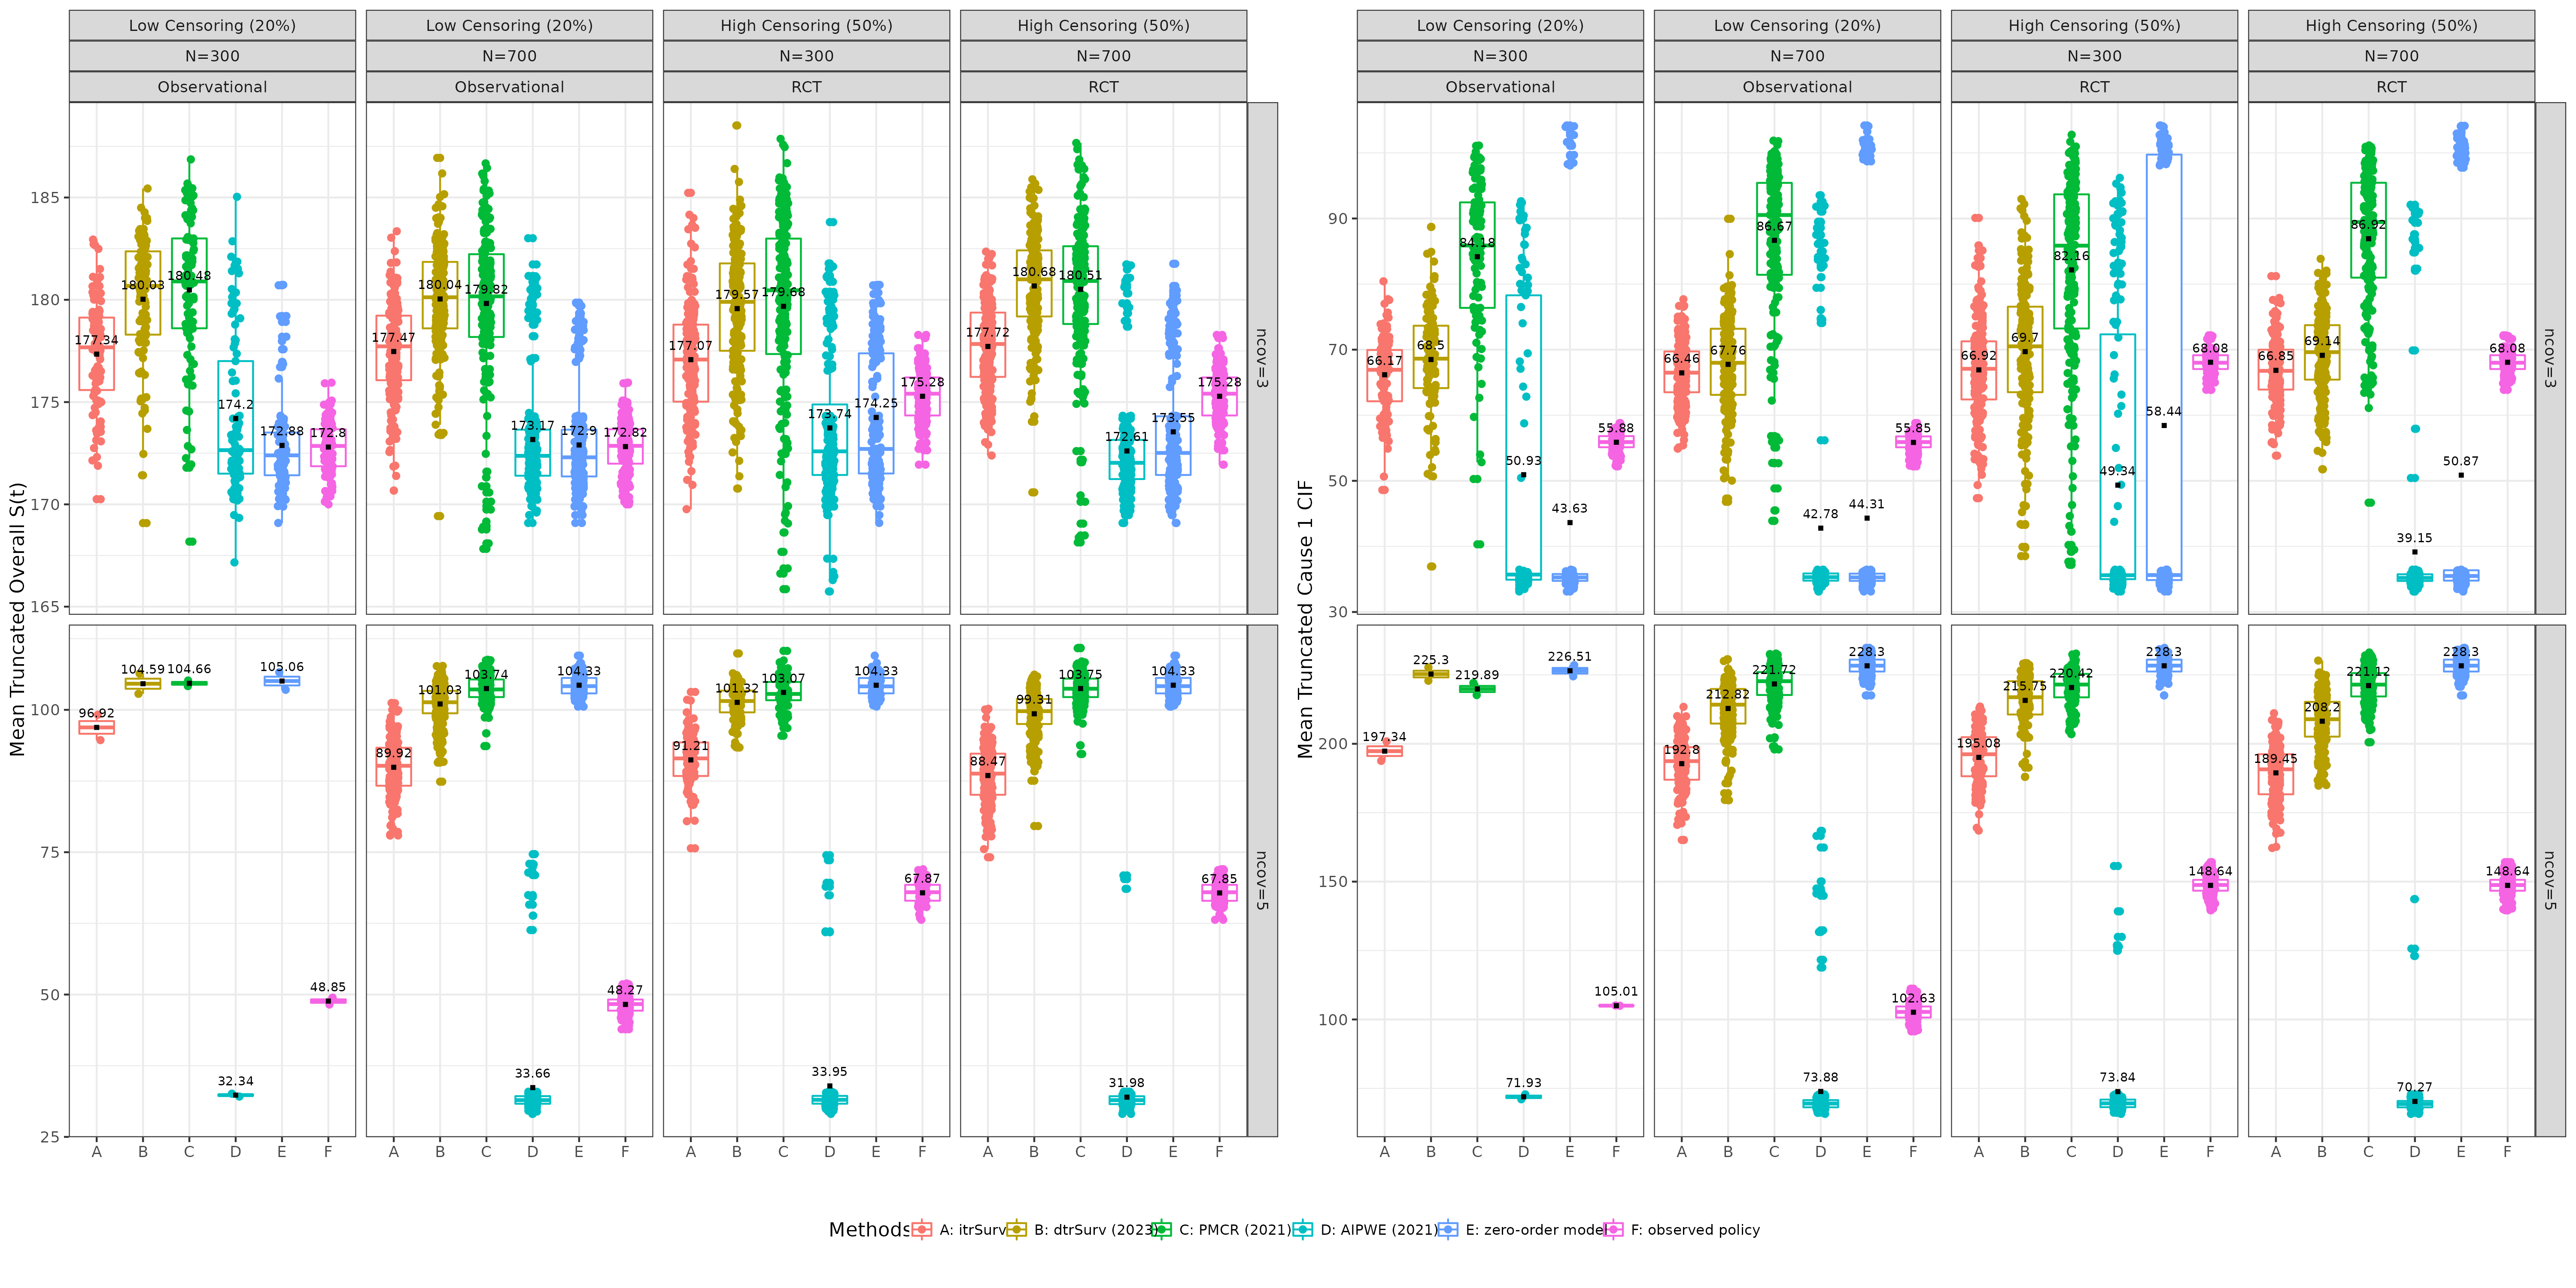 Low Censoring (20%) Low Censoring (20%) High Censoring (50%) High Censoring (50%)
N=300 N=700 N=300 N=700
Observational Observational RCT RCT
Mean Truncated Overall S(t)
185
180
175
170
165
177.34 180.03 180.48 174.2 172.88 172.8
177.47 180.04 179.82 173.17 172.9 172.82
177.07 179.57 179.68 173.74 174.25 175.28
177.72 180.68 180.51 172.61 173.55 175.28
ncov=3
100
75
50
25
96.92 104.59 104.66 32.34 105.06 48.85
89.92 101.03 103.74 33.66 104.33 48.27
91.21 101.32 103.07 33.95 104.33 67.87
88.47 99.31 103.75 31.98 104.33 67.85
ncov=5
A B C D E F A B C D E F A B C D E F A B C D E F
Low Censoring (20%) Low Censoring (20%) High Censoring (50%) High Censoring (50%)
N=300 N=700 N=300 N=700
Observational Observational RCT RCT
Mean Truncated Cause 1 CIF
90
70
50
30
66.17 68.5 84.18 50.93 43.63 55.88
66.46 67.76 86.67 42.78 44.31 55.85
66.92 69.7 82.16 49.34 58.44 68.08
66.85 69.14 86.92 39.15 50.87 68.08
ncov=3
200
150
100
197.34 225.3 219.89 71.93 226.51 105.01
192.8 212.82 221.72 73.88 228.3 102.63
195.08 215.75 220.42 73.84 228.3 148.64
189.45 208.2 221.12 70.27 228.3 148.64
ncov=5
A B C D E F A B C D E F A B C D E F A B C D E F
Methods A: itrSurv B: dtrSurv (2023) C: PMCR (2021) D: AIPWE (2021) E: zero-order model F: observed policy